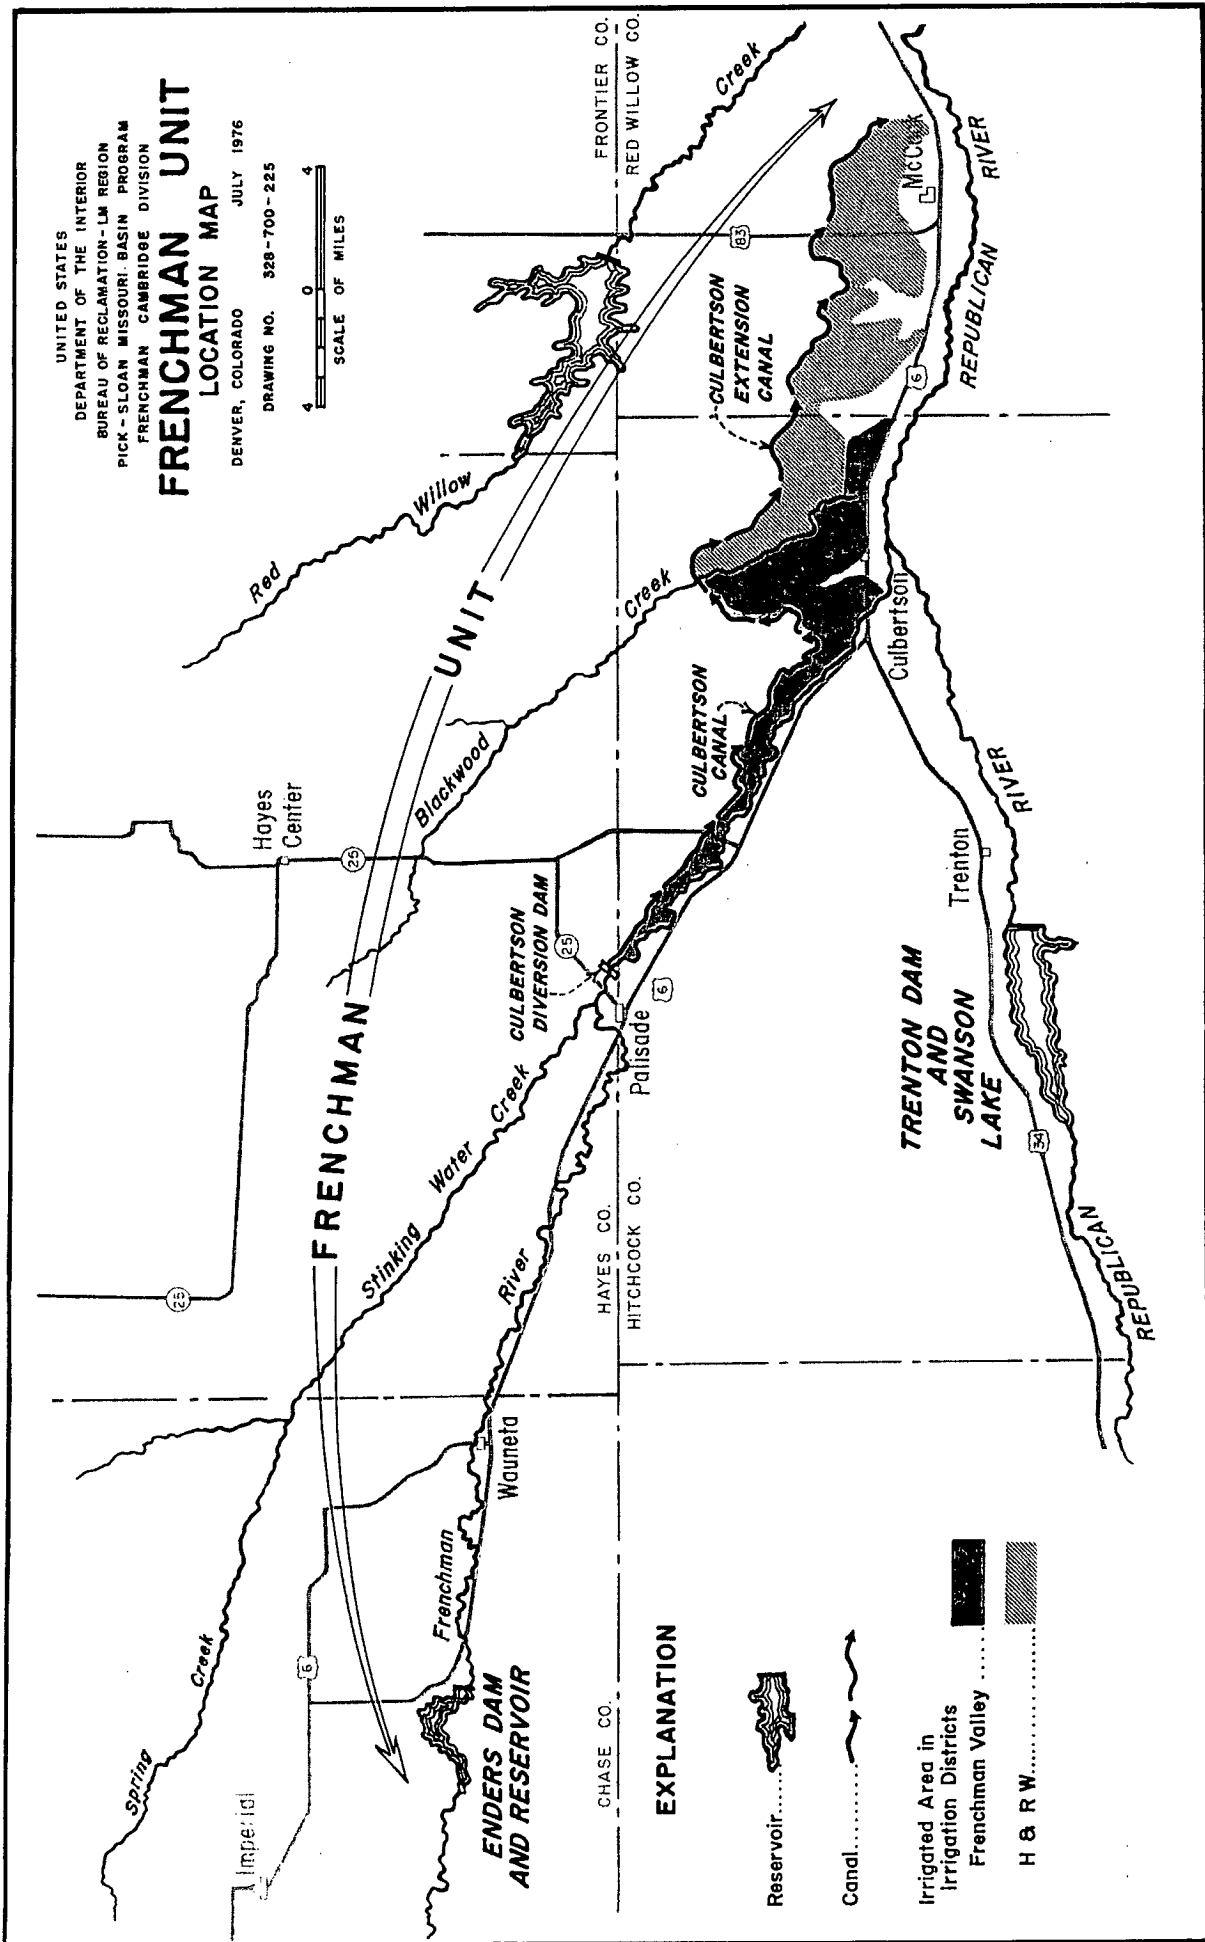 UNITED STATES
DEPARTMENT OF THE INTERIOR
BUREAU OF RECLAMATION - LM REGION
PICK - SLOAN MISSOURI BASIN PROGRAM
FRENCHMAN CAMBRIDGE DIVISION
FRENCHMAN UNIT
LOCATION MAP
DENVER, COLORADO JULY 1976
DRAWING NO. 328-700-225
4 0 4
SCALE OF MILES
Spring
Creek
Imperial
6
25
Stinking
Water
Creek
FRENCHMAN
UNIT
Hayes
Center
25
Blackwood
Creek
Red
Willow
Creek
FRONTIER CO.
RED WILLOW CO.
Frenchman
River
Wauneta
ENDERS DAM
AND RESERVOIR
CHASE CO.
HAYES CO.
HITCHCOCK CO.
CULBERTSON
DIVERSION DAM
25
Palisade
6
CULBERTSON
CANAL
CULBERTSON
EXTENSION
CANAL
83
McCook
6
Culbertson
REPUBLICAN
RIVER
Trenton
RIVER
TRENTON DAM
AND
SWANSON
LAKE
34
REPUBLICAN
EXPLANATION
Reservoir.....
Canal.........
Irrigated Area in
Irrigation Districts
Frenchman Valley .....
H & RW..............